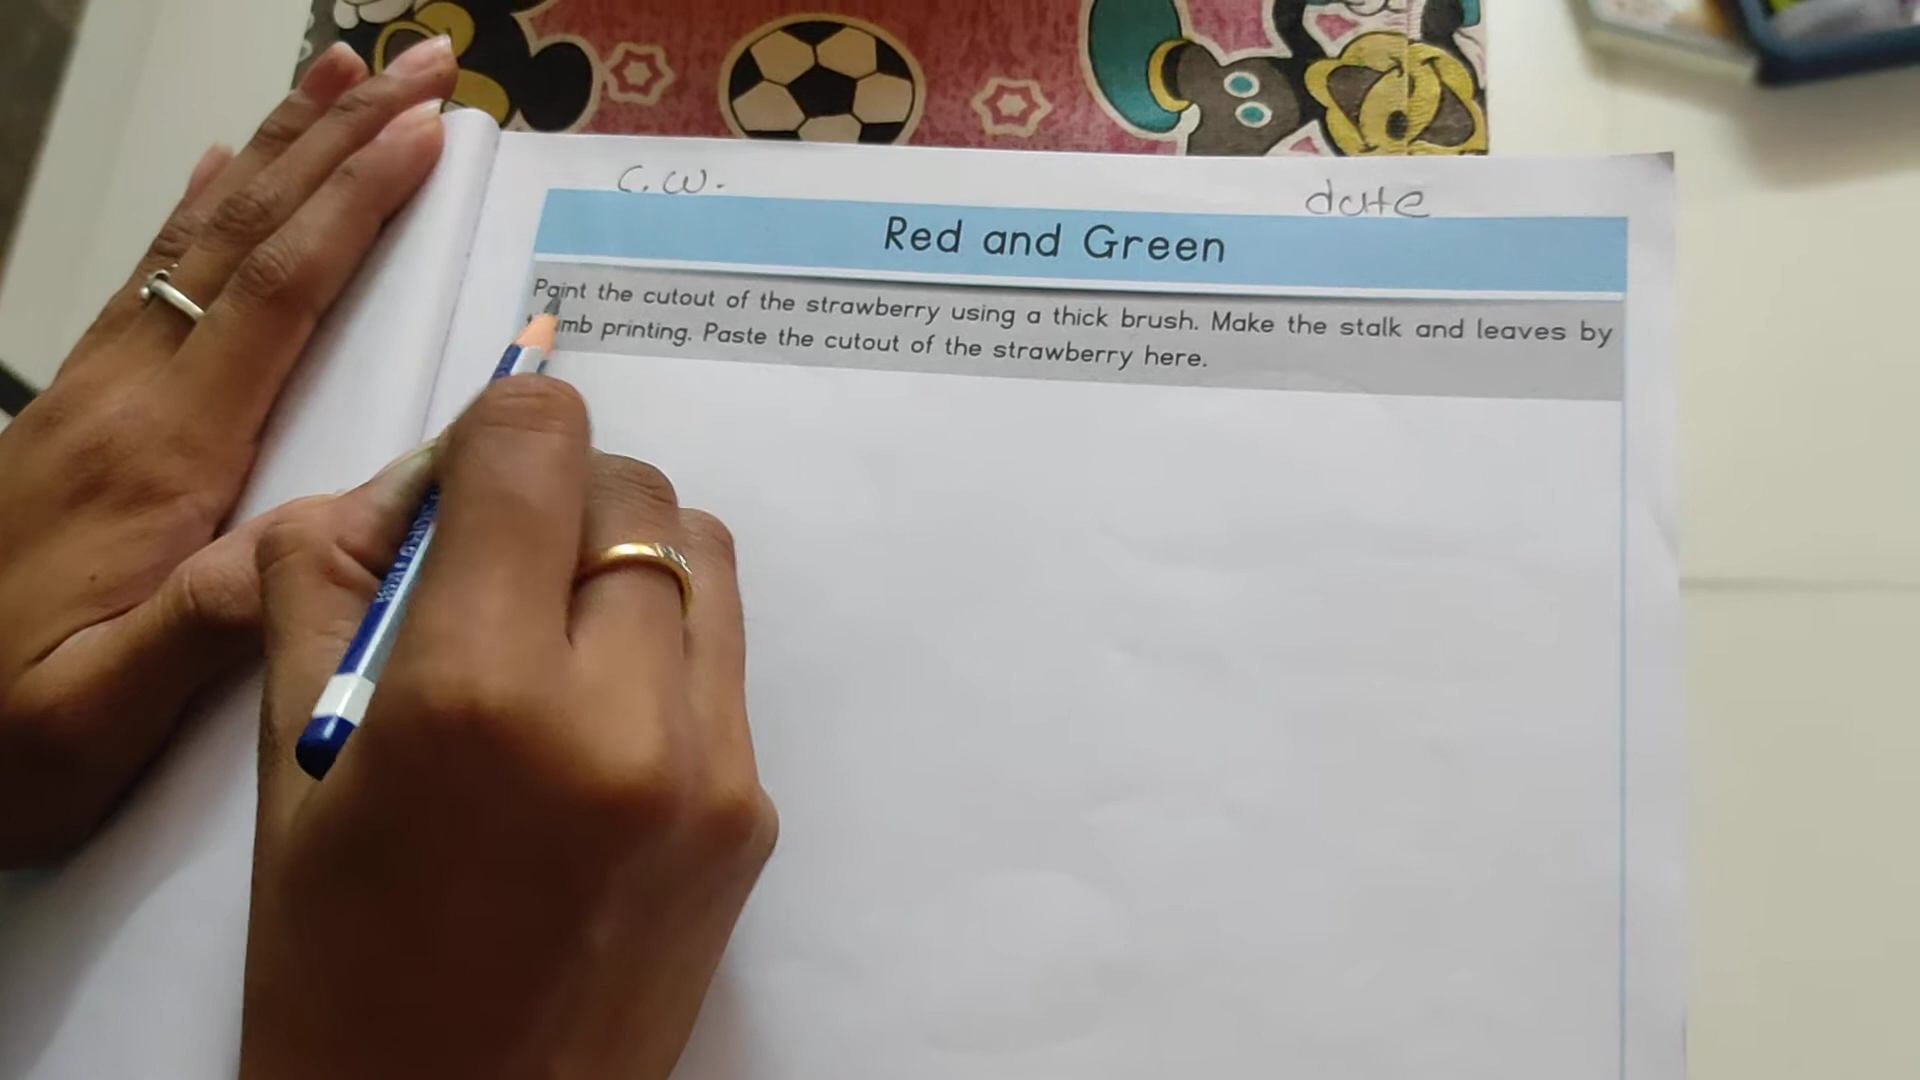 C.W.
date
Red and Green
Paint the cutout of the strawberry using a thick brush. Make the stalk and leaves by
thumb printing. Paste the cutout of the strawberry here.